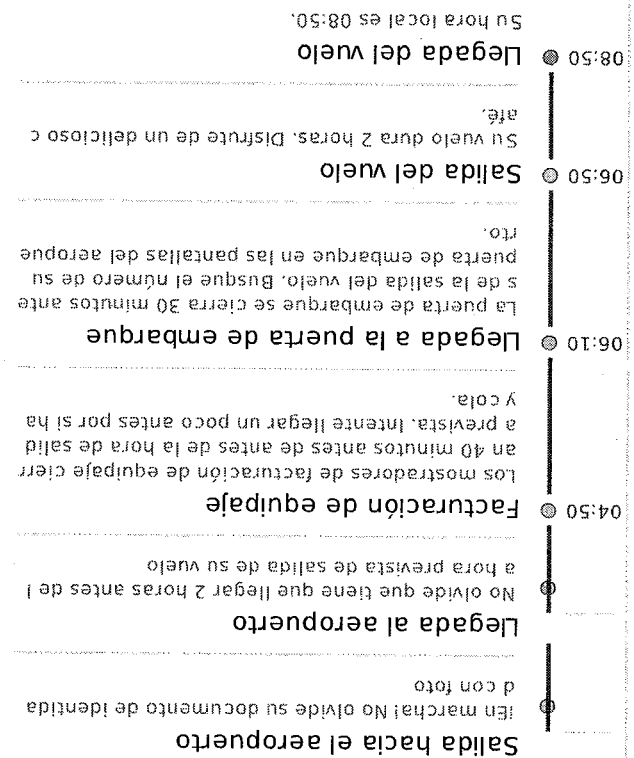 Salida hacia el aeropuerto
¡En marcha! No olvide su documento de identida
d con foto
Llegada al aeropuerto
No olvide que tiene que llegar 2 horas antes de l
a hora prevista de salida de su vuelo
04:50 Facturación de equipaje
Los mostradores de facturación de equipaje cierr
an 40 minutos antes de antes de la hora de salid
a prevista. Intente llegar un poco antes por si ha
y cola.
06:10 Llegada a la puerta de embarque
La puerta de embarque se cierra 30 minutos ante
s de la salida del vuelo. Busque el número de su
puerta de embarque en las pantallas del aeropue
rto.
06:50 Salida del vuelo
Su vuelo dura 2 horas. Disfrute de un delicioso c
afé.
08:50 Llegada del vuelo
Su hora local es 08:50.